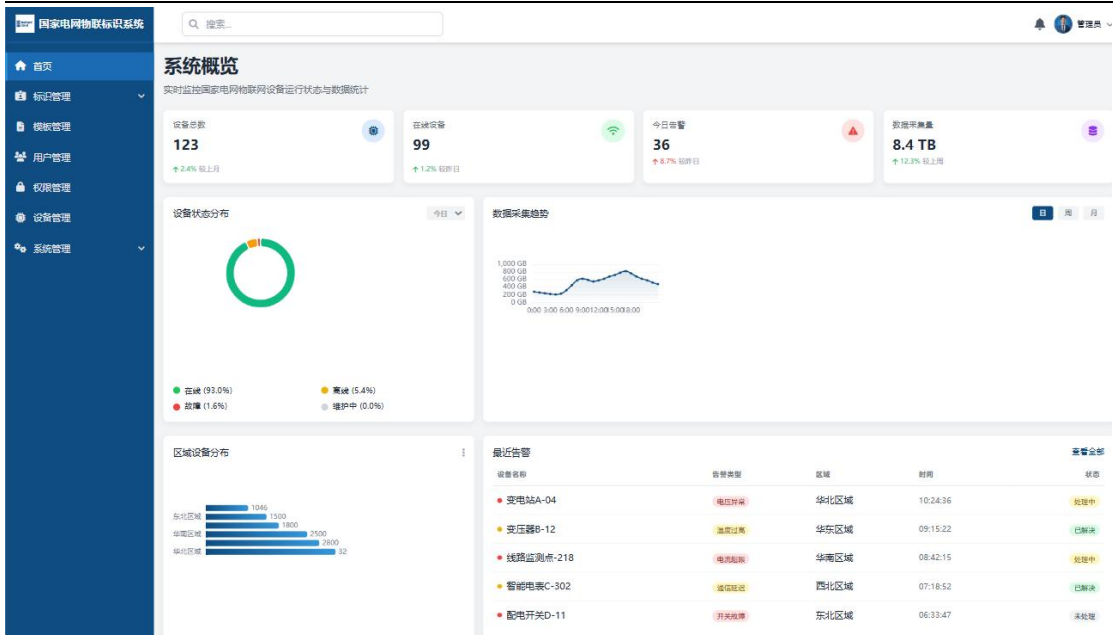 国家电网物联标识系统
搜索...
管理员
首页
标识管理
模板管理
用户管理
权限管理
设备管理
系统管理
系统概览
实时监控国家电网物联网设备运行状态与数据统计
设备总数
123
2.4% 较上月
在线设备
99
1.2% 较昨日
今日告警
36
8.7% 较昨日
数据采集量
8.4 TB
12.3% 较上周
设备状态分布
今日
在线 (93.0%)
离线 (5.4%)
故障 (1.6%)
维护中 (0.0%)
数据采集趋势
日 周 月
1,000 GB
800 GB
600 GB
400 GB
200 GB
0 GB
0:00 3:00 6:00 9:00 12:00 15:00 18:00
区域设备分布
1046
东北区域
1500
1800
华南区域
2500
2800
华北区域
32
最近告警
查看全部
设备名称 告警类型 区域 时间 状态
变电站A-04 电压异常 华北区域 10:24:36 处理中
变压器B-12 温度过高 华东区域 09:15:22 已解决
线路监测点-218 电流超限 华南区域 08:42:15 处理中
智能电表C-302 通信延迟 西北区域 07:18:52 已解决
配电开关D-11 开关故障 东北区域 06:33:47 未处理